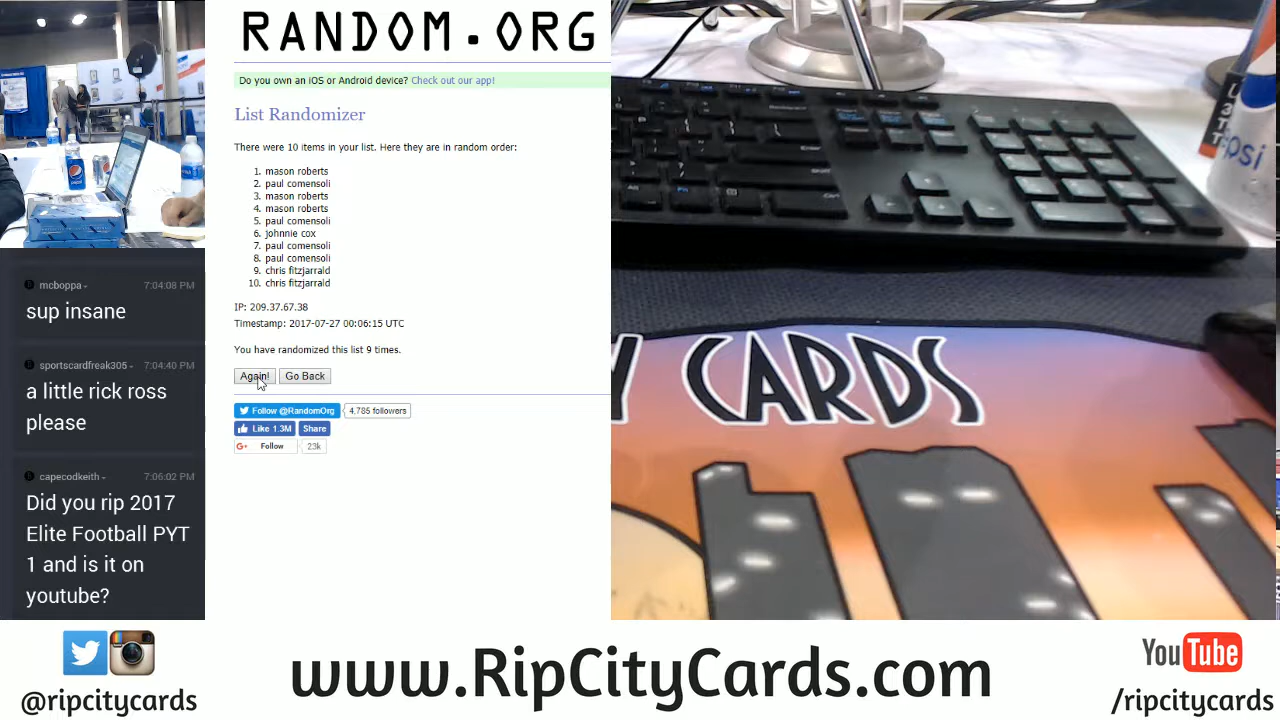 RANDOM.ORG
Do you own an iOS or Android device? Check out our app!
List Randomizer
There were 10 items in your list. Here they are in random order:
1. mason roberts
2. paul comensoli
3. mason roberts
4. mason roberts
5. paul comensoli
6. johnnie cox
7. paul comensoli
8. paul comensoli
9. chris fitzjarrald
10. chris fitzjarrald
IP: 209.37.67.38
Timestamp: 2017-07-27 00:06:15 UTC
You have randomized this list 9 times.
Again! Go Back
Follow @RandomOrg 4,785 followers
Like 1.3M Share
G+ Follow 23k
mcboppa 7:04:08 PM
sup insane
sportscardfreak305 7:04:40 PM
a little rick ross
please
capecodkeith 7:06:02 PM
Did you rip 2017
Elite Football PYT
1 and is it on
youtube?
Y CARDS
psi
@ripcitycards
www.RipCityCards.com
YouTube
/ripcitycards